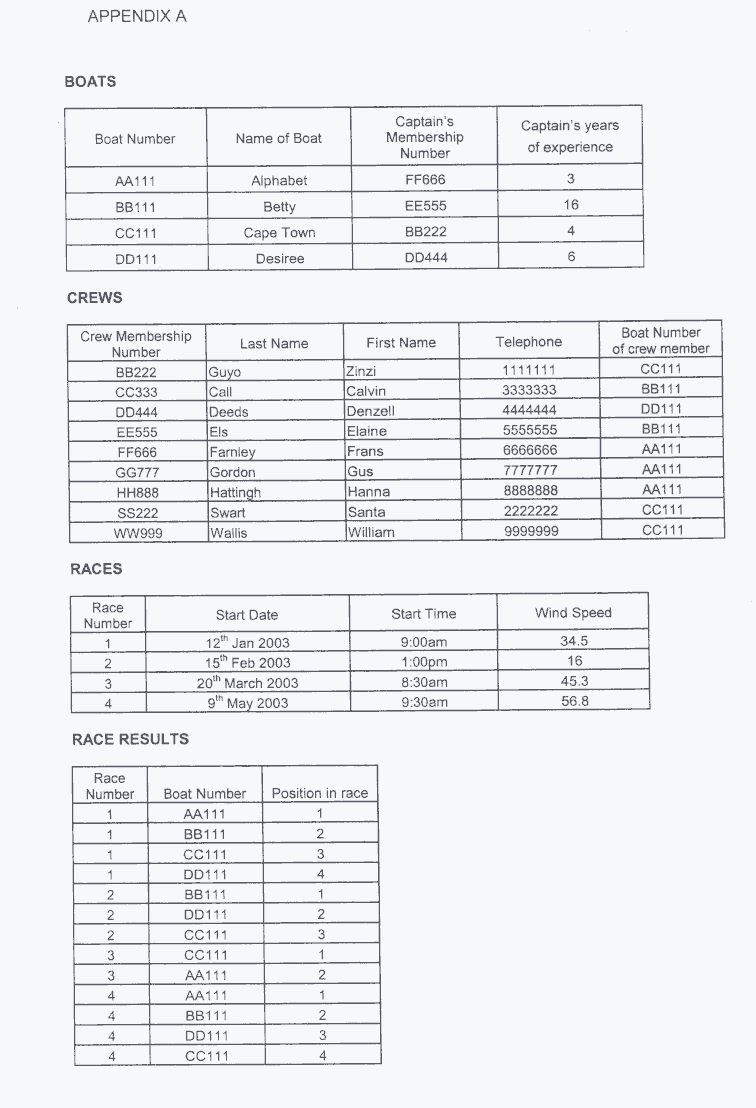 APPENDIX A
BOATS
Boat Number Name of Boat Captain's Membership Number Captain's years of experience
AA111 Alphabet FF666 3
BB111 Betty EE555 16
CC111 Cape Town BB222 4
DD111 Desiree DD444 6
CREWS
Crew Membership Number Last Name First Name Telephone Boat Number of crew member
BB222 Guyo Zinzi 1111111 CC111
CC333 Call Calvin 3333333 BB111
DD444 Deeds Denzell 4444444 DD111
EE555 Els Elaine 5555555 BB111
FF666 Farnley Frans 6666666 AA111
GG777 Gordon Gus 7777777 AA111
HH888 Hattingh Hanna 8888888 AA111
SS222 Swart Santa 2222222 CC111
WW999 Wallis William 9999999 CC111
RACES
Race Number Start Date Start Time Wind Speed
1 12th Jan 2003 9:00am 34.5
2 15th Feb 2003 1:00pm 16
3 20th March 2003 8:30am 45.3
4 9th May 2003 9:30am 56.8
RACE RESULTS
Race Number Boat Number Position in race
1 AA111 1
1 BB111 2
1 CC111 3
1 DD111 4
2 BB111 1
2 DD111 2
2 CC111 3
3 CC111 1
3 AA111 2
4 AA111 1
4 BB111 2
4 DD111 3
4 CC111 4